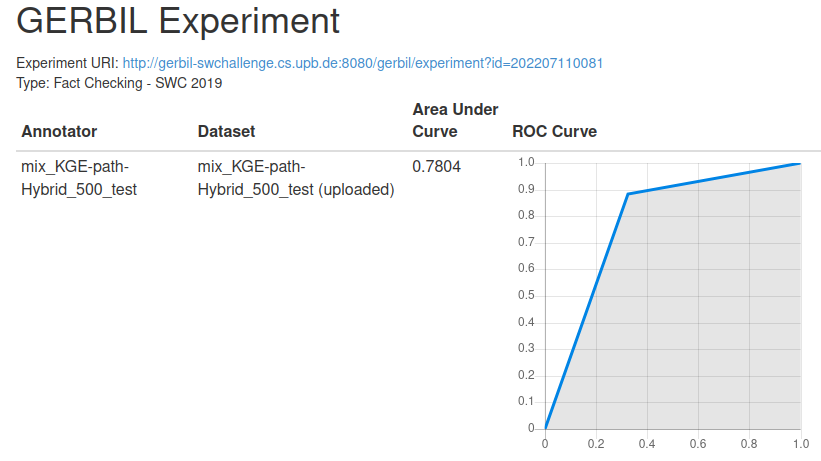 GERBIL Experiment
Experiment URI: http://gerbil-swchallenge.cs.upb.de:8080/gerbil/experiment?id=202207110081
Type: Fact Checking - SWC 2019
Annotator Dataset Area Under Curve ROC Curve
mix_KGE-path- mix_KGE-path- 0.7804
Hybrid_500_test Hybrid_500_test (uploaded)
1.0
0.9
0.8
0.7
0.6
0.5
0.4
0.3
0.2
0.1
0
0 0.2 0.4 0.6 0.8 1.0